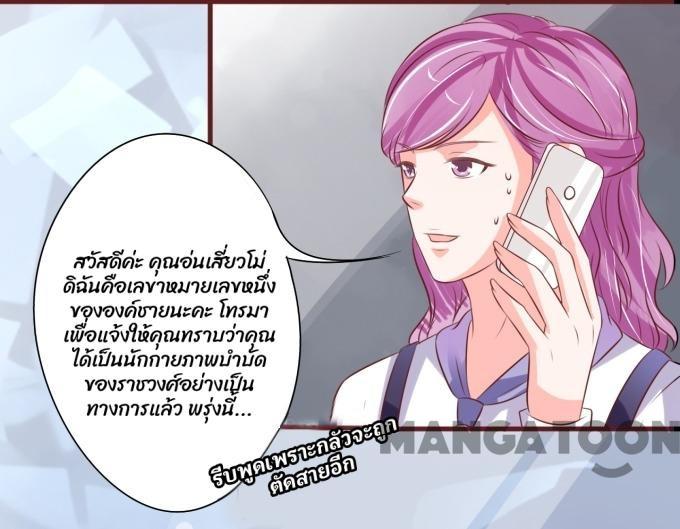 สวัสดีค่ะ คุณอ่นเสี่ยวโม่
ดิฉันคือเลขาหมายเลขหนึ่ง
ขององค์ชายนะคะ โทรมา
เพื่อแจ้งให้คุณทราบว่าคุณ
ได้เป็นนักกายภาพบำบัด
ของราชวงศ์อย่างเป็น
ทางการแล้ว พรุ่งนี้...
รีบพูดเพราะกลัวจะถูก
ตัดสายอีก
MANGATOON